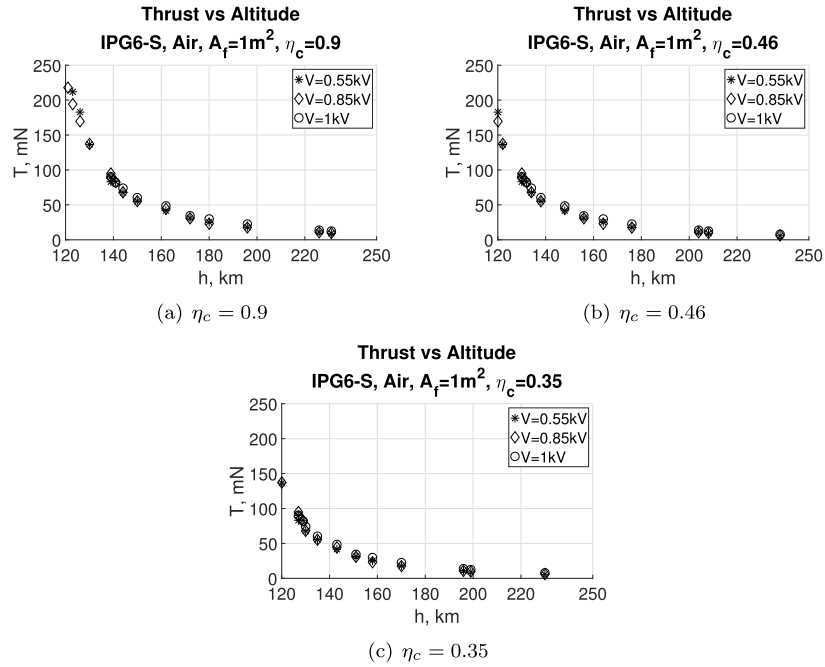 Thrust vs Altitude
IPG6-S, Air, A_f=1m^2, η_c=0.9
250
200
150
100
50
0
T, mN
V=0.55kV
V=0.85kV
V=1kV
120 140 160 180 200 220 250
h, km
(a) η_c = 0.9
Thrust vs Altitude
IPG6-S, Air, A_f=1m^2, η_c=0.46
250
200
150
100
50
0
T, mN
V=0.55kV
V=0.85kV
V=1kV
120 140 160 180 200 220 250
h, km
(b) η_c = 0.46
Thrust vs Altitude
IPG6-S, Air, A_f=1m^2, η_c=0.35
250
200
150
100
50
0
T, mN
V=0.55kV
V=0.85kV
V=1kV
120 140 160 180 200 220 250
h, km
(c) η_c = 0.35